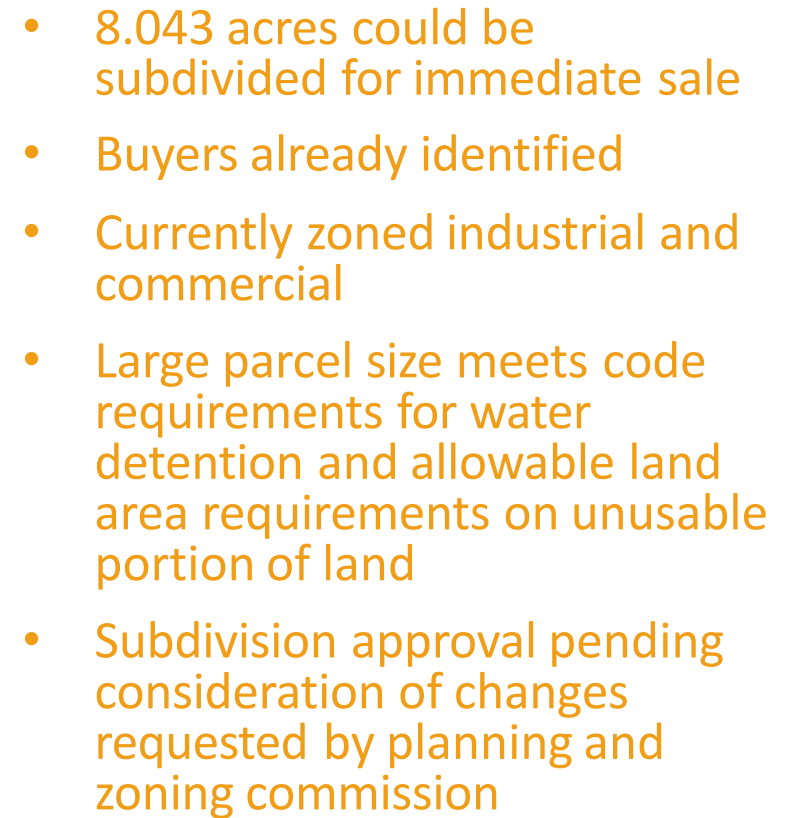 • 8.043 acres could be
subdivided for immediate sale
• Buyers already identified
• Currently zoned industrial and
commercial
• Large parcel size meets code
requirements for water
detention and allowable land
area requirements on unusable
portion of land
• Subdivision approval pending
consideration of changes
requested by planning and
zoning commission